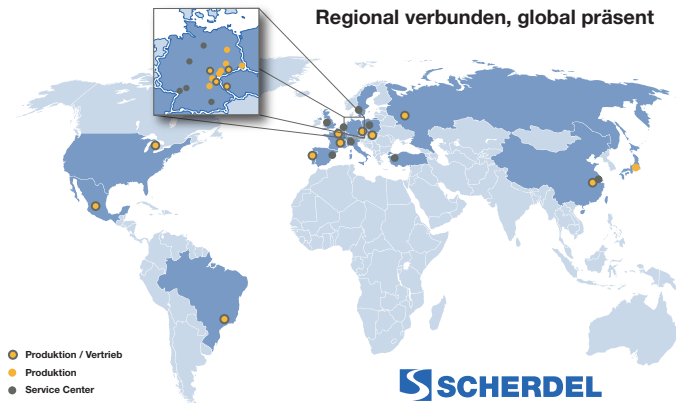 Regional verbunden, global präsent
Produktion / Vertrieb
Produktion
Service Center
SCHERDEL